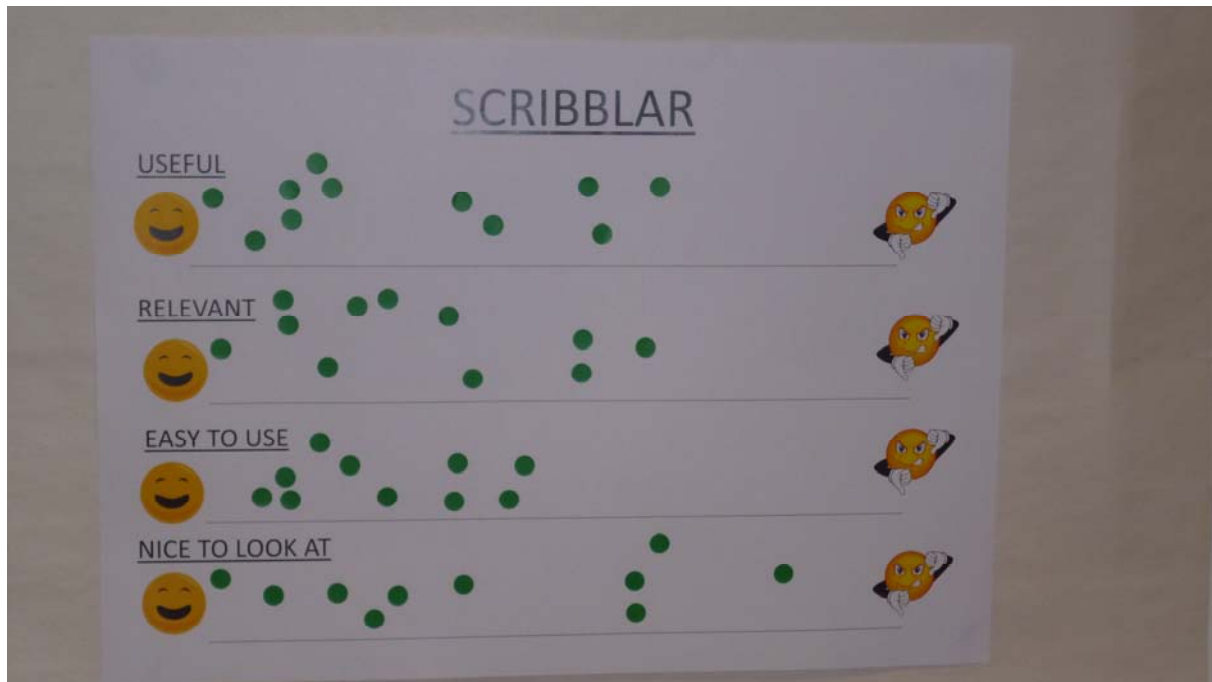 SCRIBBLAR
USEFUL
RELEVANT
EASY TO USE
NICE TO LOOK AT